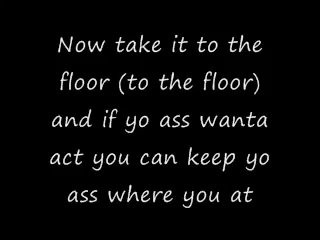 Now take it to the
floor (to the floor)
and if yo ass wanta
act you can keep yo
ass where you at